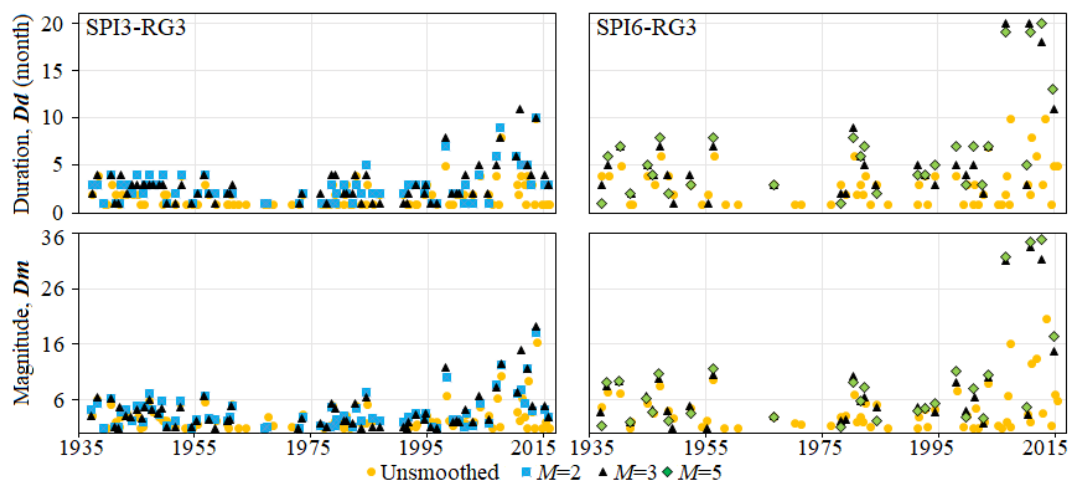 SPI3-RG3
SPI6-RG3
Duration, Dd (month)
20
15
10
5
0
Magnitude, Dm
36
26
16
6
1935 1955 1975 1995 2015
1935 1955 1975 1995 2015
Unsmoothed M=2 M=3 M=5